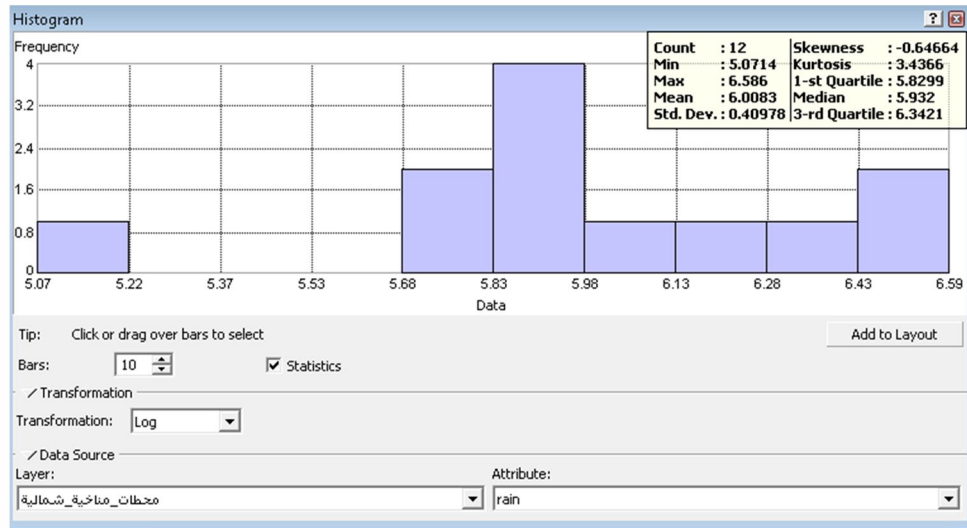 Histogram
Frequency
Count : 12 Skewness : -0.64664
Min : 5.0714 Kurtosis : 3.4366
Max : 6.586 1-st Quartile : 5.8299
Mean : 6.0083 Median : 5.932
Std. Dev. : 0.40978 3-rd Quartile : 6.3421
4
3.2
2.4
1.6
0.8
0
5.07 5.22 5.37 5.53 5.68 5.83 5.98 6.13 6.28 6.43 6.59
Data
Tip: Click or drag over bars to select
Add to Layout
Bars: 10 Statistics
Transformation
Transformation: Log
Data Source
Layer: Attribute:
محطات_مناخية_شمالية rain